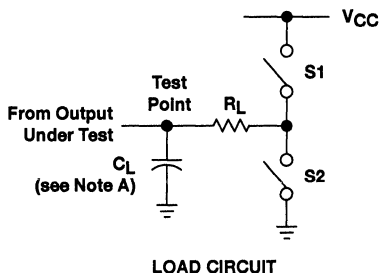 VCC
S1
Test
Point
RL
From Output
Under Test
CL
(see Note A)
S2
LOAD CIRCUIT